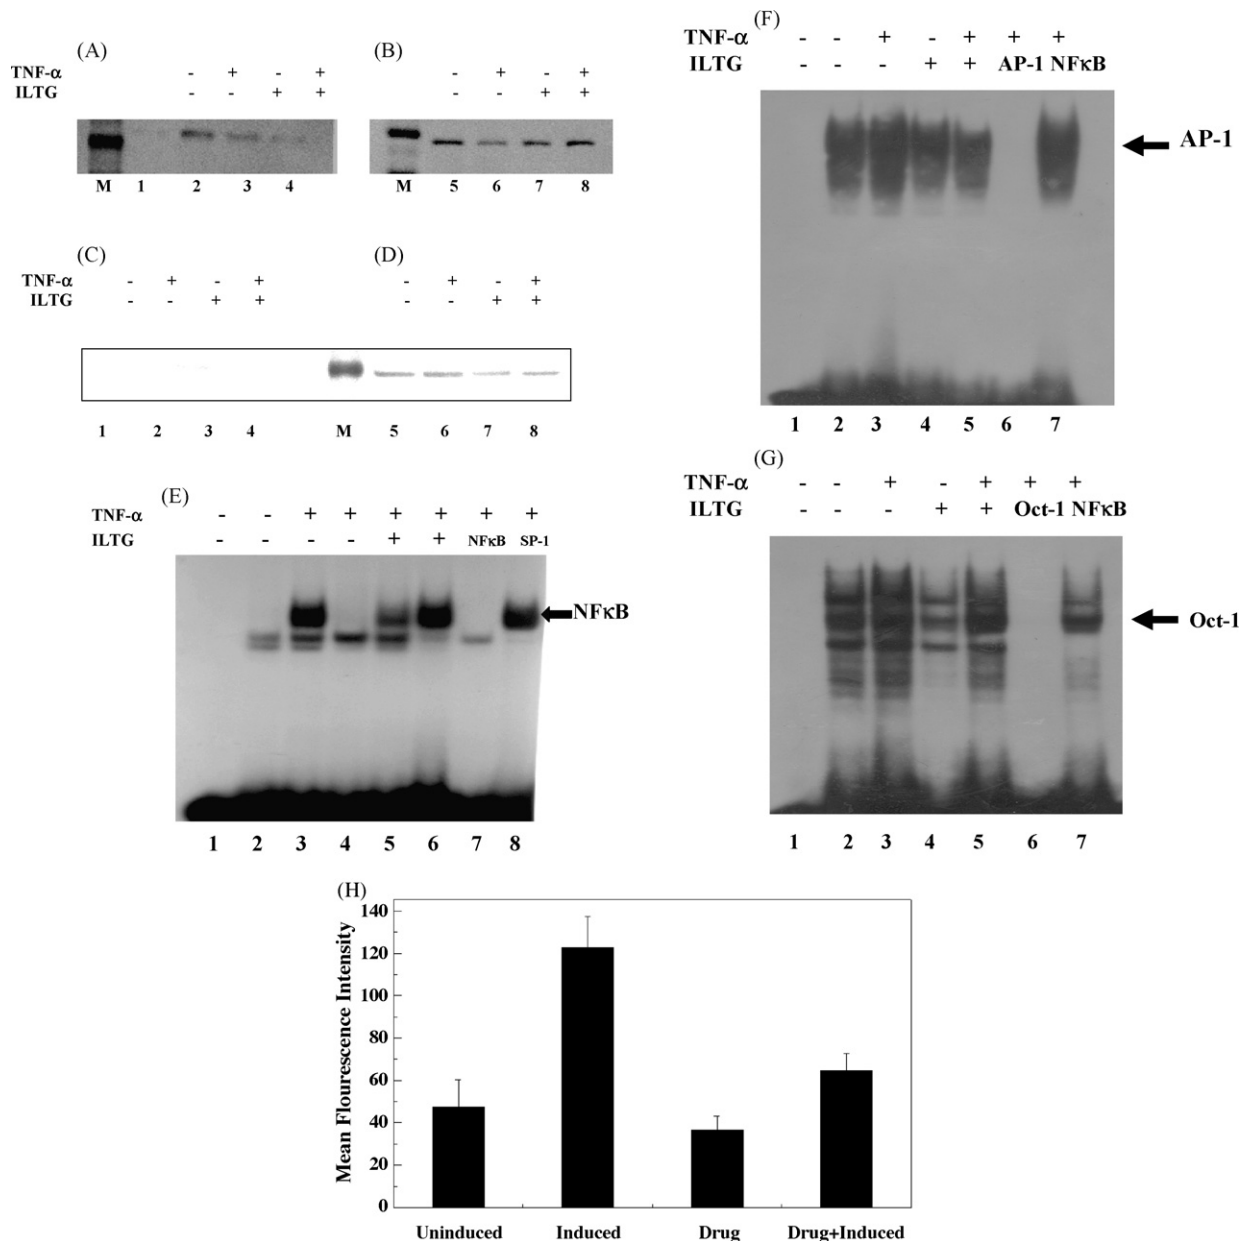 (A)
TNF-α - + - +
ILTG - - + +
M 1 2 3 4
(B)
- + - +
- - + +
M 5 6 7 8
(C)
TNF-α - + - +
ILTG - - + +
1 2 3 4
(D)
- + - +
- - + +
M 5 6 7 8
(E)
TNF-α - - + + + + + +
ILTG - - - - + + NFκB SP-1
NFκB
1 2 3 4 5 6 7 8
(F)
TNF-α - - + - + + +
ILTG - - - + + AP-1 NFκB
AP-1
1 2 3 4 5 6 7
(G)
TNF-α - - + - + + +
ILTG - - - + + Oct-1 NFκB
Oct-1
1 2 3 4 5 6 7
(H)
Mean Flourescence Intensity
140
120
100
80
60
40
20
0
Uninduced Induced Drug Drug+Induced